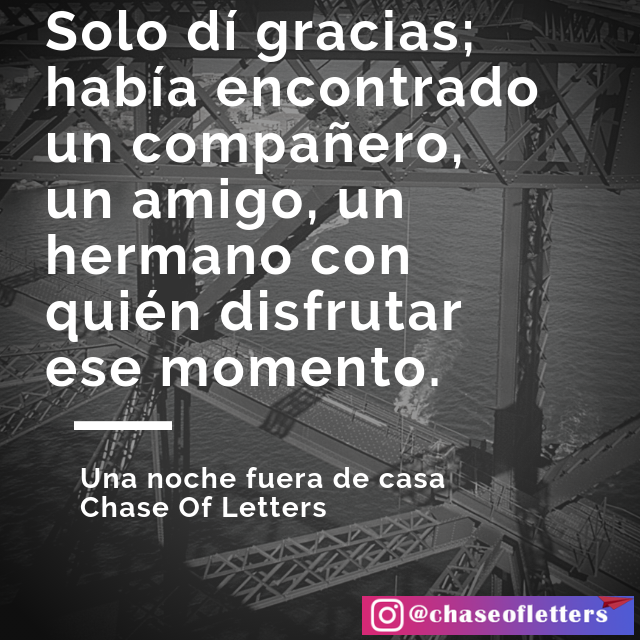 Solo dí gracias;
había encontrado
un compañero,
un amigo, un
hermano con
quién disfrutar
ese momento.
Una noche fuera de casa
Chase Of Letters
@chaseofletters